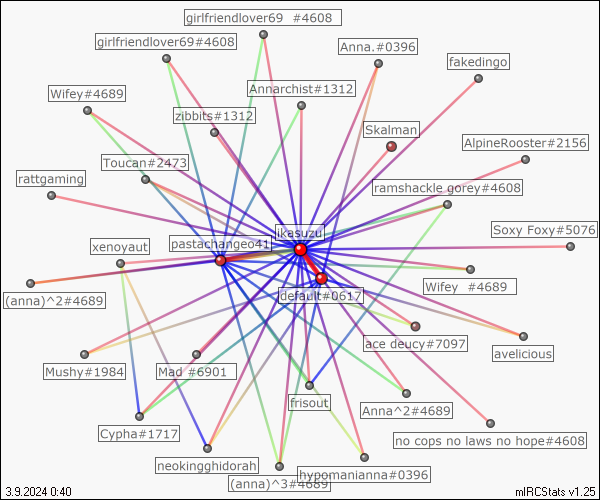 girlfriendlover69  #4608
girlfriendlover69#4608
Anna.#0396
fakedingo
Wifey#4689
Annarchist#1312
zibbits#1312
Skalman
AlpineRooster#2156
Toucan#2473
rattgaming
ramshackle gorey#4608
ikasuzu
Soxy Foxy#5076
xenoyaut
pastachangeo41
(anna)^2#4689
Wifey  #4689
default#0617
ace deucy#7097
avelicious
Mushy#1984
Mad #6901
frisout
Anna^2#4689
Cypha#1717
no cops no laws no hope#4608
neokingghidorah
hypomanianna#0396
(anna)^3#4689
3.9.2024 0:40
mIRCStats v1.25